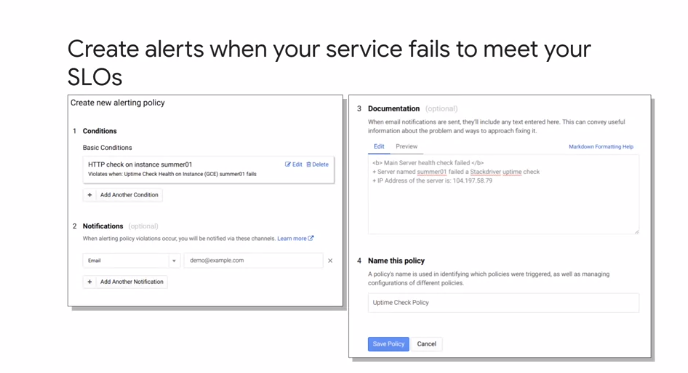 Create alerts when your service fails to meet your
SLOs
Create new alerting policy
1 Conditions
Basic Conditions
HTTP check on instance summer01
Edit Delete
Violates when: Uptime Check Health on Instance (GCE) summer01 fails
+ Add Another Condition
2 Notifications (optional)
When alerting policy violations occur, you will be notified via these channels. Learn more
Email demo@example.com ×
+ Add Another Notification
3 Documentation (optional)
When email notifications are sent, they'll include any text entered here. This can convey useful
information about the problem and ways to approach fixing it.
Edit Preview Markdown Formatting Help
<b> Main Server health check failed </b>
+ Server named summer01 failed a Stackdriver uptime check
+ IP Address of the server is: 104.197.58.79
4 Name this policy
A policy's name is used in identifying which policies were triggered, as well as managing
configurations of different policies.
Uptime Check Policy
Save Policy Cancel